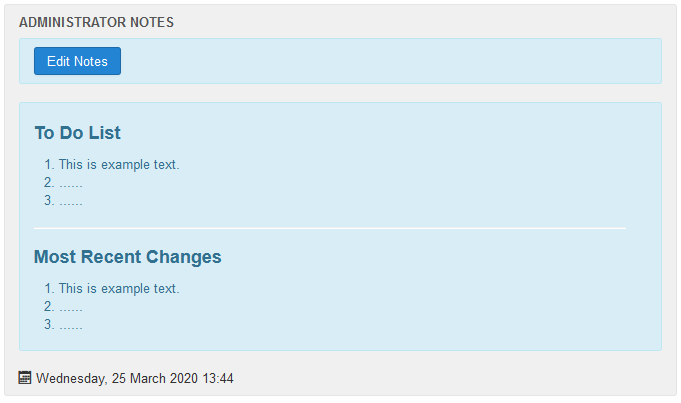 ADMINISTRATOR NOTES
Edit Notes
To Do List
1. This is example text.
2. ......
3. ......
Most Recent Changes
1. This is example text.
2. ......
3. ......
Wednesday, 25 March 2020 13:44